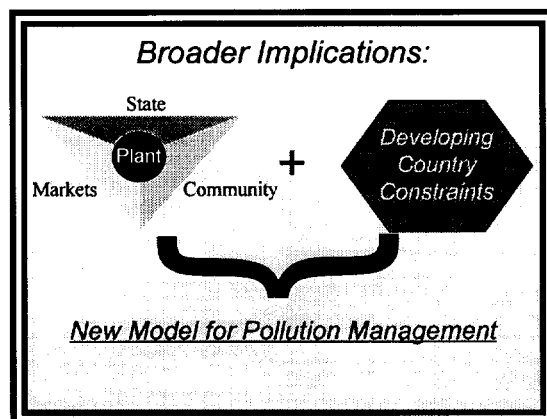 Broader Implications:
State
Plant
Markets
Community
+
Developing
Country
Constraints
New Model for Pollution Management